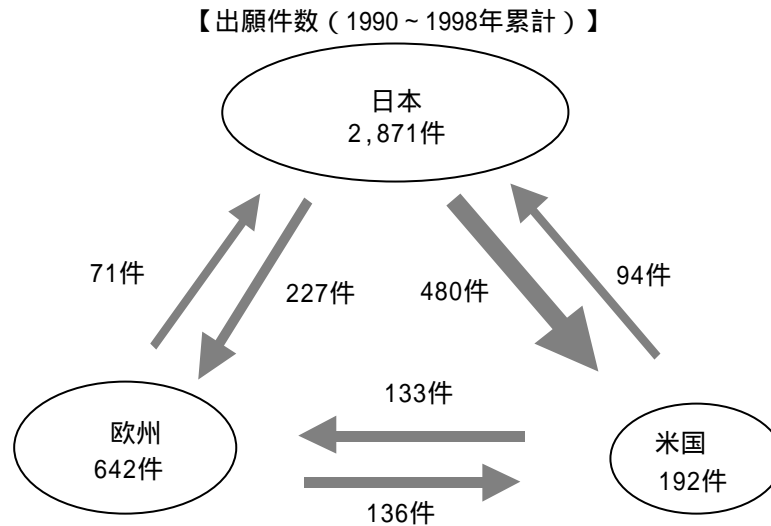 【出願件数（1990～1998年累計）】
日本
2,871件
71件
227件
480件
94件
133件
欧州
642件
米国
192件
136件